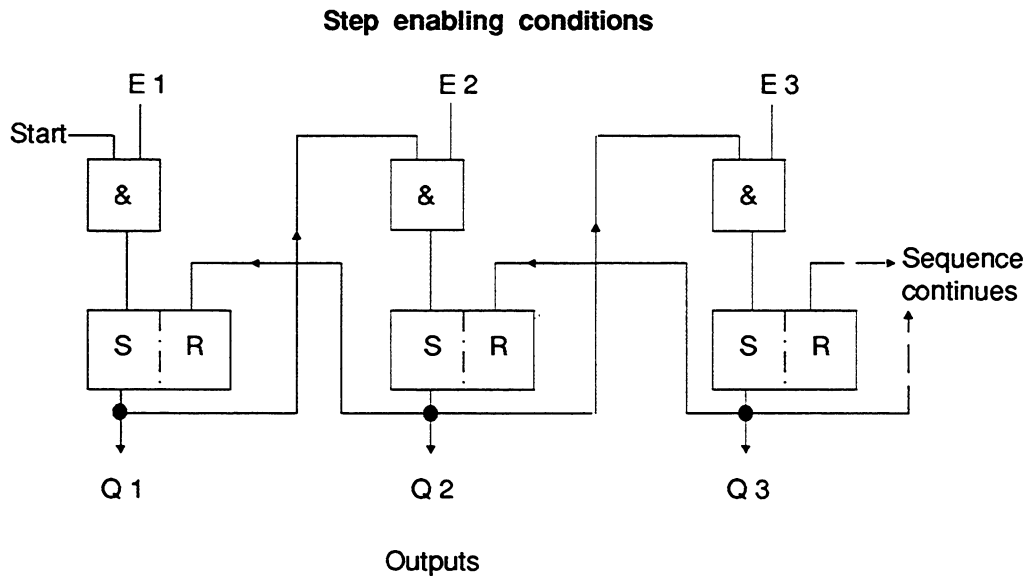 Step enabling conditions
E 1 E 2 E 3
Start
& & &
Sequence
continues
S R S R S R
Q 1 Q 2 Q 3
Outputs